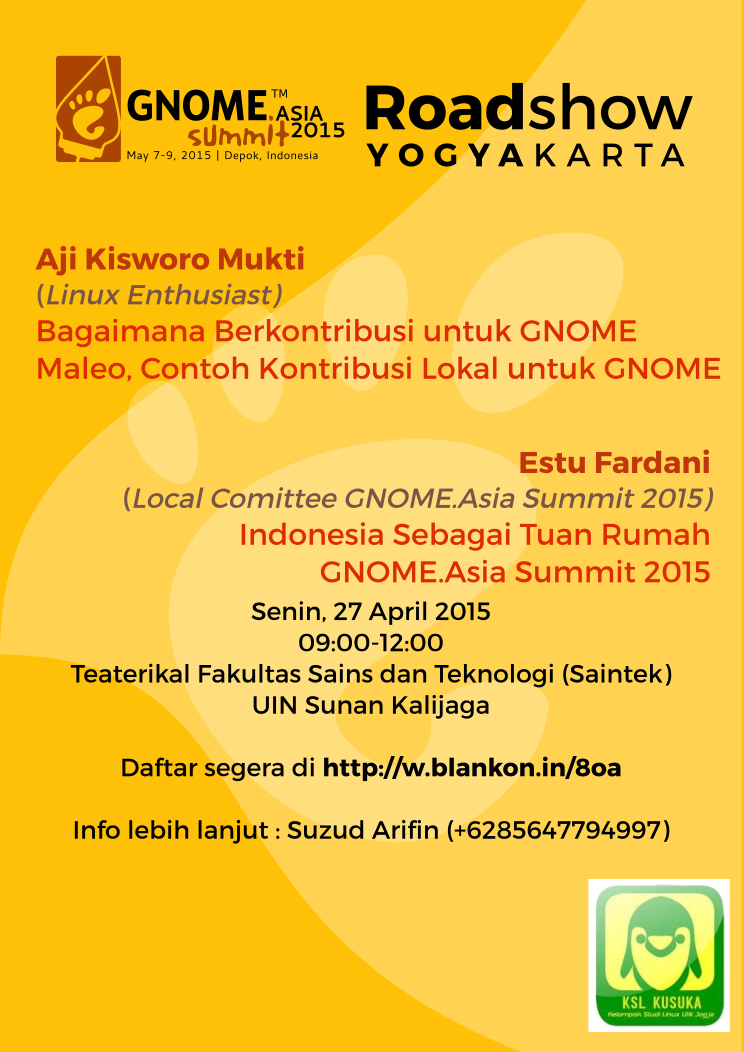 GNOME.ASIA™
summit 2015
May 7-9, 2015 | Depok, Indonesia
Roadshow
YOGYAKARTA
Aji Kisworo Mukti
(Linux Enthusiast)
Bagaimana Berkontribusi untuk GNOME
Maleo, Contoh Kontribusi Lokal untuk GNOME
Estu Fardani
(Local Comittee GNOME.Asia Summit 2015)
Indonesia Sebagai Tuan Rumah
GNOME.Asia Summit 2015
Senin, 27 April 2015
09:00-12:00
Teaterikal Fakultas Sains dan Teknologi (Saintek)
UIN Sunan Kalijaga
Daftar segera di http://w.blankon.in/8oa
Info lebih lanjut : Suzud Arifin (+6285647794997)
KSL KUSUKA
Kelompok Studi Linux UIN Jogja